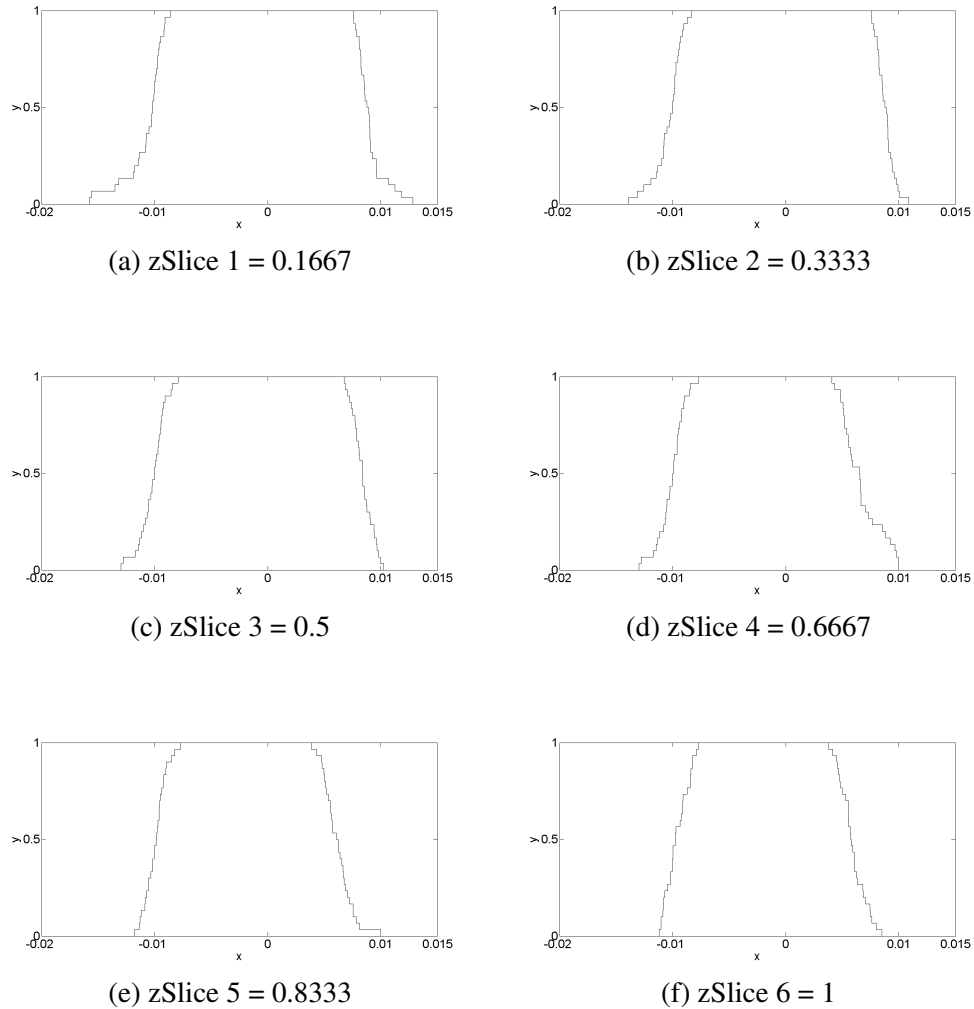 1
y 0.5
0
-0.02 -0.01 0 0.01 0.015
x
(a) zSlice 1 = 0.1667
1
y 0.5
0
-0.02 -0.01 0 0.01 0.015
x
(b) zSlice 2 = 0.3333
1
y 0.5
0
-0.02 -0.01 0 0.01 0.015
x
(c) zSlice 3 = 0.5
1
y 0.5
0
-0.02 -0.01 0 0.01 0.015
x
(d) zSlice 4 = 0.6667
1
y 0.5
0
-0.02 -0.01 0 0.01 0.015
x
(e) zSlice 5 = 0.8333
1
y 0.5
0
-0.02 -0.01 0 0.01 0.015
x
(f) zSlice 6 = 1